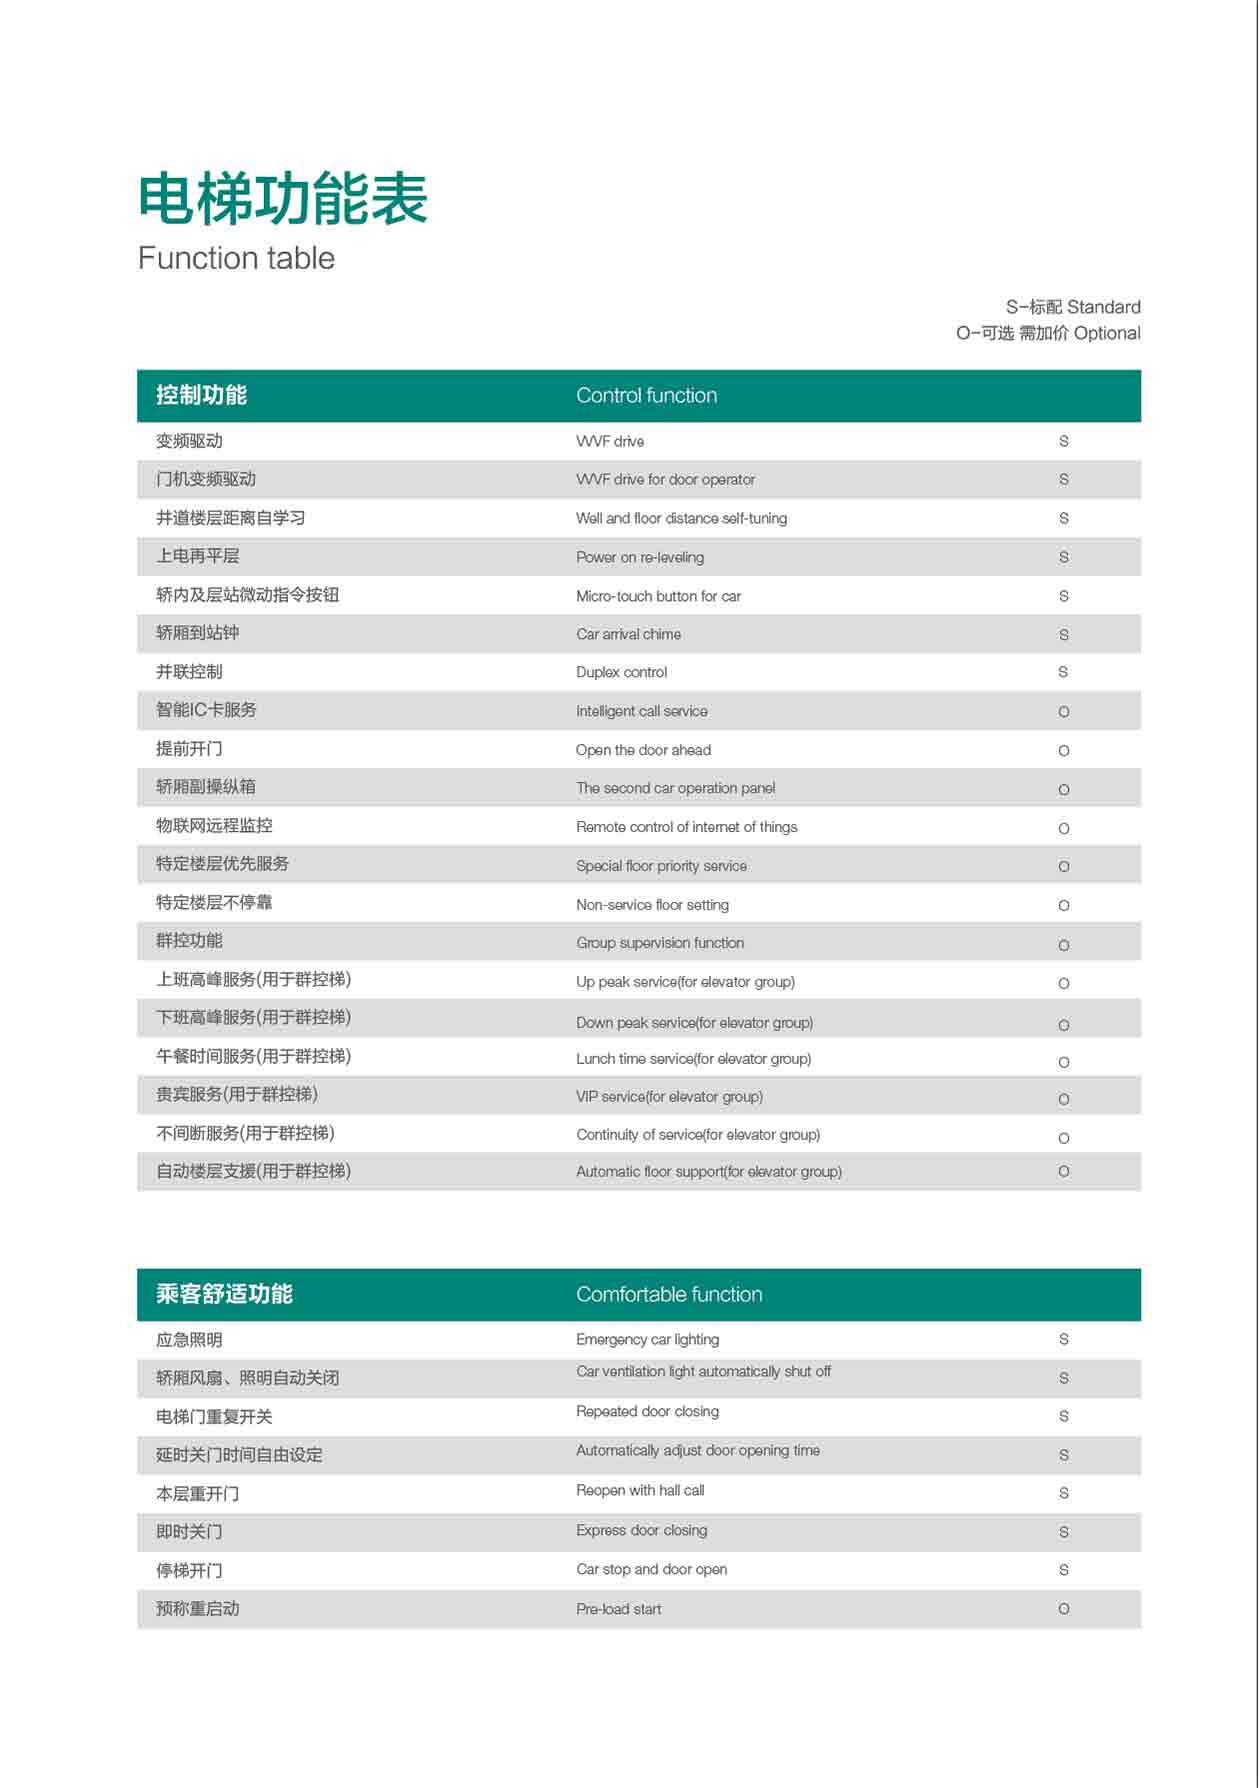 电梯功能表
Function table
S-标配 Standard
O-可选 需加价 Optional
控制功能 Control function
变频驱动 VVVF drive S
门机变频驱动 VVVF drive for door operator S
井道楼层距离自学习 Well and floor distance self-tuning S
上电再平层 Power on re-leveling S
轿内及层站微动指令按钮 Micro-touch button for car S
轿厢到站钟 Car arrival chime S
并联控制 Duplex control S
智能IC卡服务 Intelligent call service O
提前开门 Open the door ahead O
轿厢副操纵箱 The second car operation panel O
物联网远程监控 Remote control of internet of things O
特定楼层优先服务 Special floor priority service O
特定楼层不停靠 Non-service floor setting O
群控功能 Group supervision function O
上班高峰服务(用于群控梯) Up peak service(for elevator group) O
下班高峰服务(用于群控梯) Down peak service(for elevator group) O
午餐时间服务(用于群控梯) Lunch time service(for elevator group) O
贵宾服务(用于群控梯) VIP service(for elevator group) O
不间断服务(用于群控梯) Continuity of service(for elevator group) O
自动楼层支援(用于群控梯) Automatic floor support(for elevator group) O
乘客舒适功能 Comfortable function
应急照明 Emergency car lighting S
轿厢风扇、照明自动关闭 Car ventilation light automatically shut off S
电梯门重复开关 Repeated door closing S
延时关门时间自由设定 Automatically adjust door opening time S
本层重开门 Reopen with hall call S
即时关门 Express door closing S
停梯开门 Car stop and door open S
预称重启动 Pre-load start O